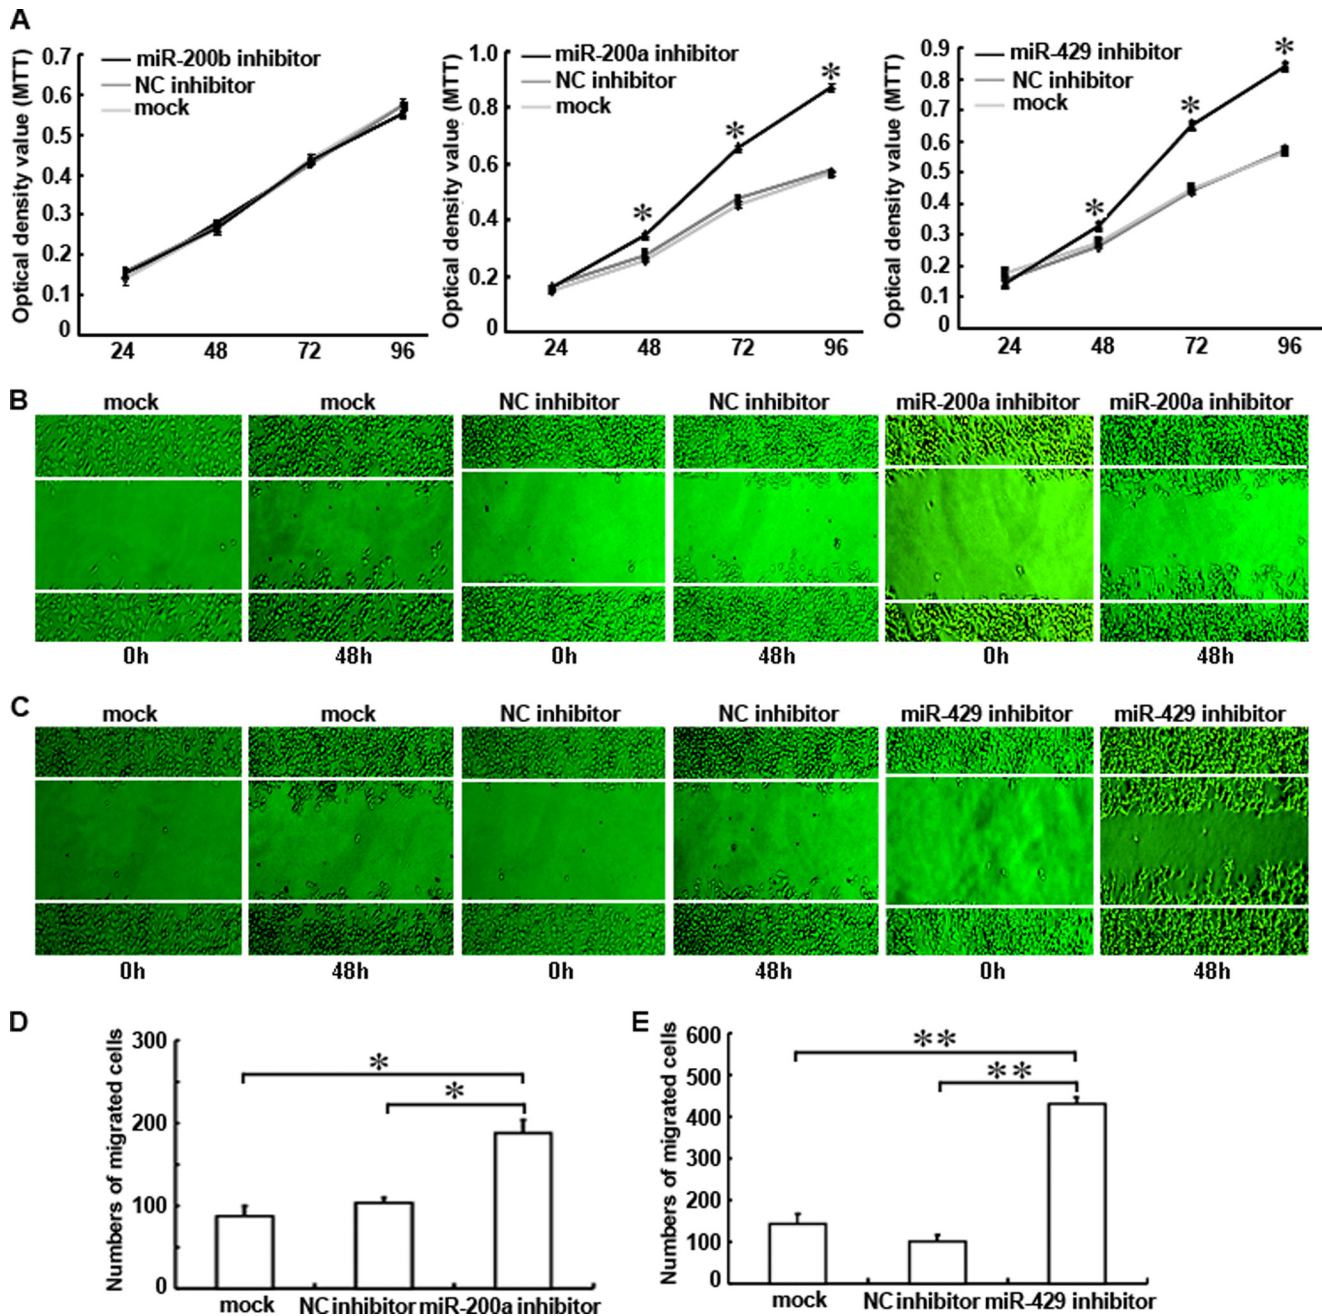 A
Optical density value (MTT)
0.7
0.6
0.5
0.4
0.3
0.2
0.1
0
miR-200b inhibitor
NC inhibitor
mock
24 48 72 96
Optical density value (MTT)
1.0
0.8
0.6
0.4
0.2
0
miR-200a inhibitor
NC inhibitor
mock
*
*
*
24 48 72 96
Optical density value (MTT)
0.9
0.8
0.7
0.6
0.5
0.4
0.3
0.2
0.1
0
miR-429 inhibitor
NC inhibitor
mock
*
*
*
24 48 72 96
B
mock mock NC inhibitor NC inhibitor miR-200a inhibitor miR-200a inhibitor
0h 48h 0h 48h 0h 48h
C
mock mock NC inhibitor NC inhibitor miR-429 inhibitor miR-429 inhibitor
0h 48h 0h 48h 0h 48h
D
Numbers of migrated cells
300
200
100
0
*
*
mock NC inhibitor miR-200a inhibitor
E
Numbers of migrated cells
600
500
400
300
200
100
0
**
**
mock NC inhibitor miR-429 inhibitor